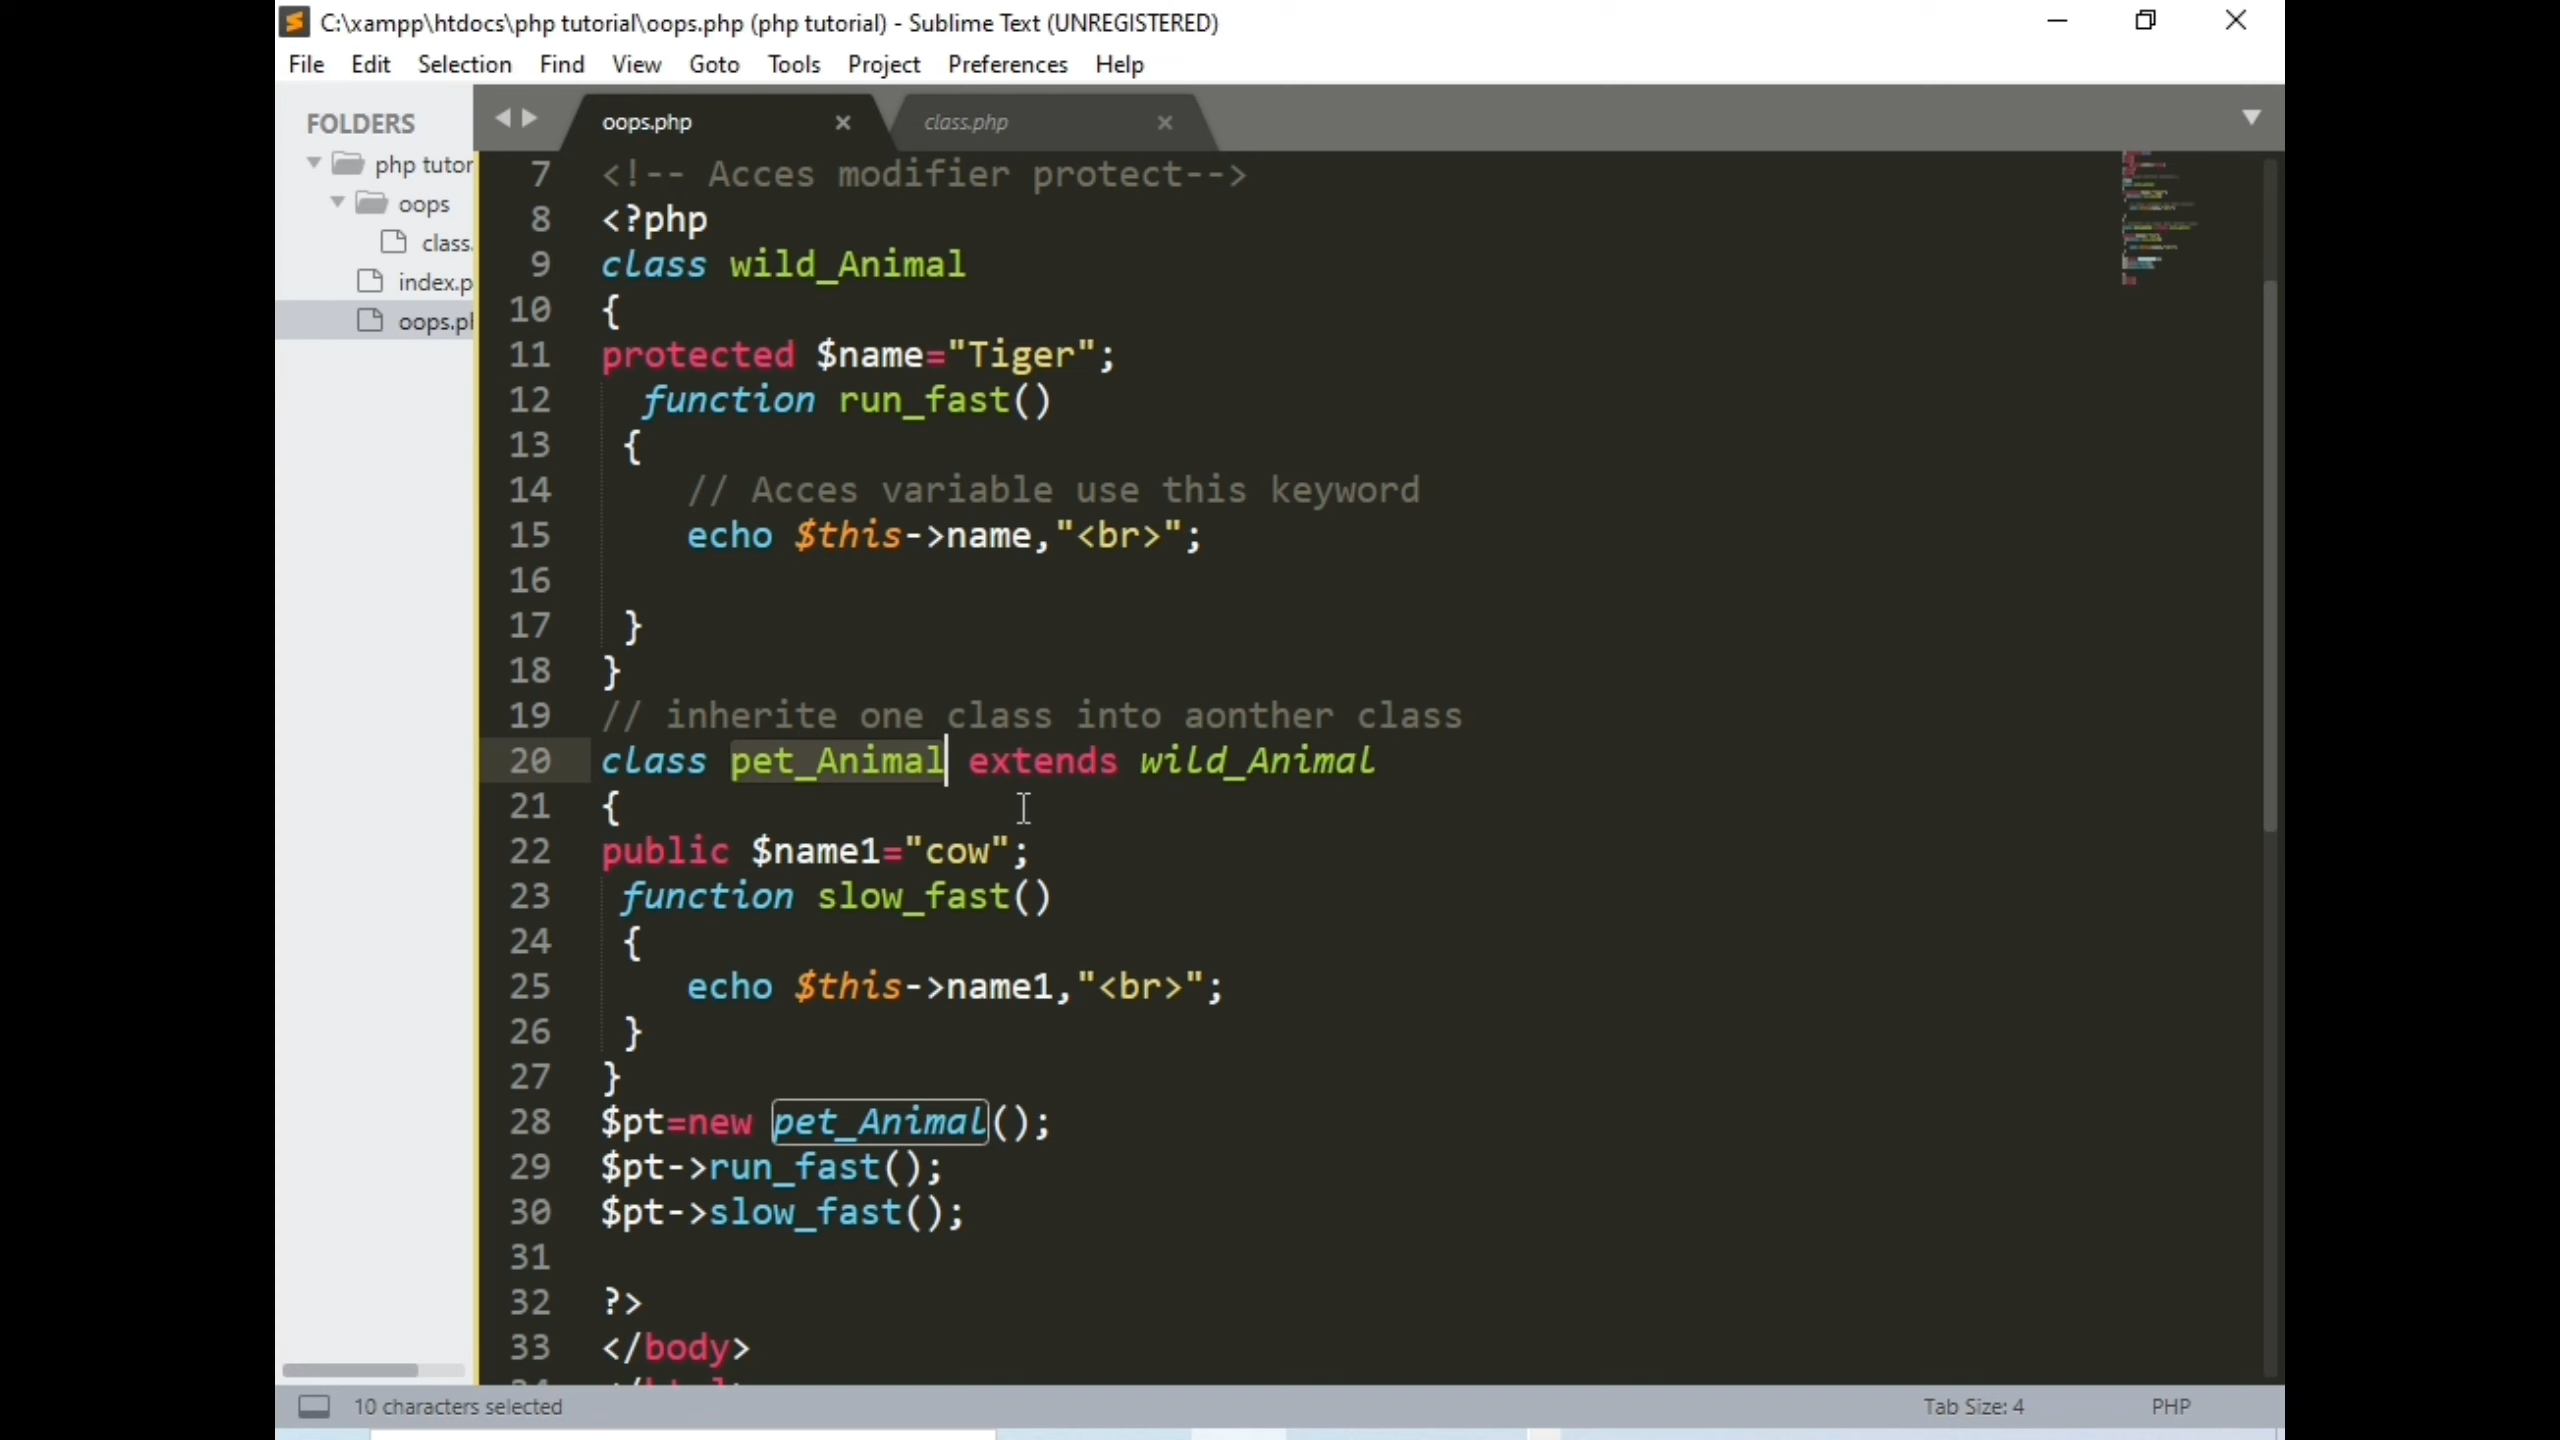 C:\xampp\htdocs\php tutorial\oops.php (php tutorial) - Sublime Text (UNREGISTERED)
File Edit Selection Find View Goto Tools Project Preferences Help
FOLDERS
php tutor
oops
class.
index.p
oops.ph
oops.php
class.php
7 <!-- Acces modifier protect-->
8 <?php
9 class wild_Animal
10 {
11 protected $name="Tiger";
12 function run_fast()
13 {
14 // Acces variable use this keyword
15 echo $this->name,"<br>";
16
17 }
18 }
19 // inherite one class into aonther class
20 class pet_Animal extends wild_Animal
21 {
22 public $name1="cow";
23 function slow_fast()
24 {
25 echo $this->name1,"<br>";
26 }
27 }
28 $pt=new pet_Animal();
29 $pt->run_fast();
30 $pt->slow_fast();
31
32 ?>
33 </body>
10 characters selected
Tab Size: 4
PHP